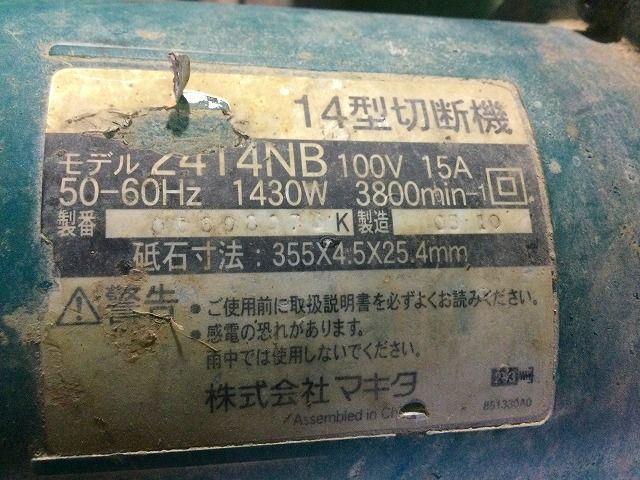 14型切断機
モデル 2414NB 100V 15A
50-60Hz 1430W 3800min-1
製番 K 製造
砥石寸法：355X4.5X25.4mm
警告
・ご使用前に取扱説明書を必ずよくお読みください。
・感電の恐れがあります。
雨中では使用しないでください。
株式会社マキタ
Assembled in
851330A0